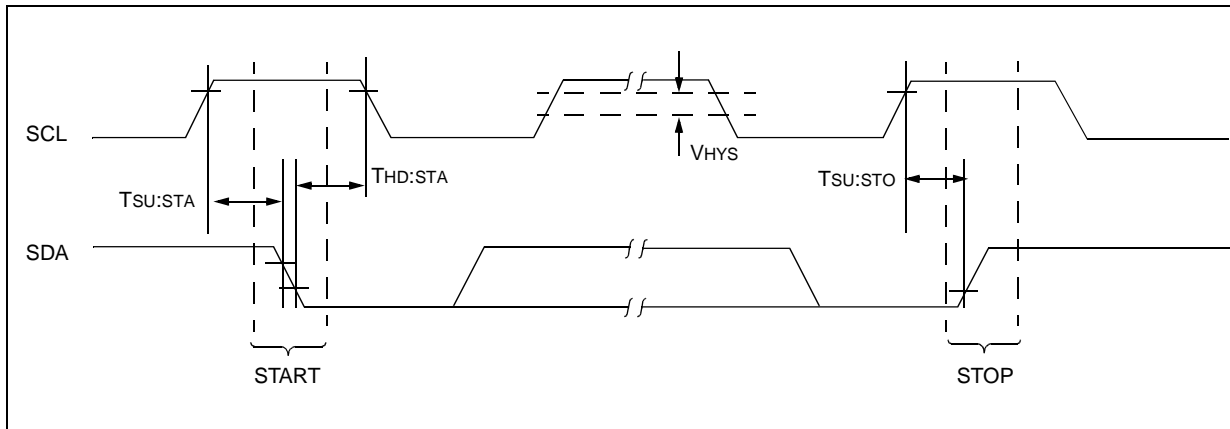 SCL
VHYS
THD:STA
TSU:STA
TSU:STO
SDA
START
STOP